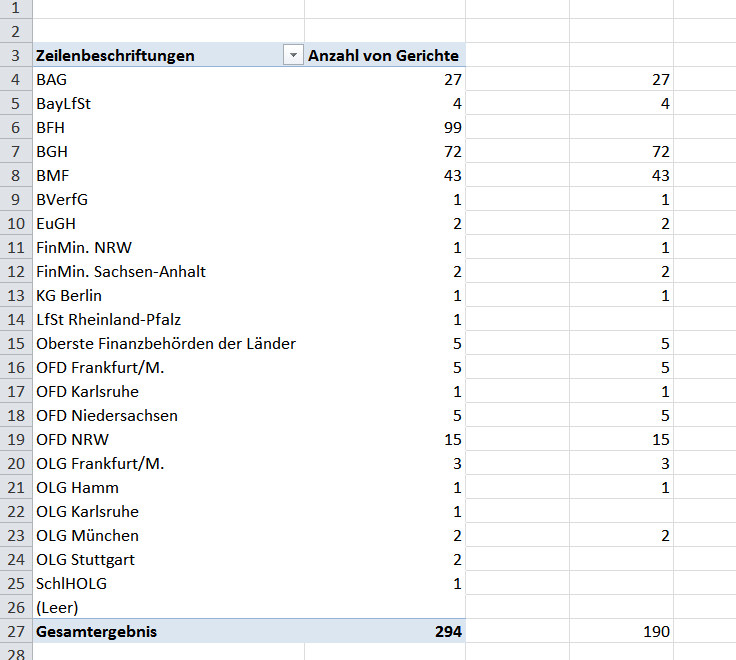 1
2
3 Zeilenbeschriftungen Anzahl von Gerichte
4 BAG 27 27
5 BayLfSt 4 4
6 BFH 99
7 BGH 72 72
8 BMF 43 43
9 BVerfG 1 1
10 EuGH 2 2
11 FinMin. NRW 1 1
12 FinMin. Sachsen-Anhalt 2 2
13 KG Berlin 1 1
14 LfSt Rheinland-Pfalz 1
15 Oberste Finanzbehörden der Länder 5 5
16 OFD Frankfurt/M. 5 5
17 OFD Karlsruhe 1 1
18 OFD Niedersachsen 5 5
19 OFD NRW 15 15
20 OLG Frankfurt/M. 3 3
21 OLG Hamm 1 1
22 OLG Karlsruhe 1
23 OLG München 2 2
24 OLG Stuttgart 2
25 SchlHOLG 1
26 (Leer)
27 Gesamtergebnis 294 190
28